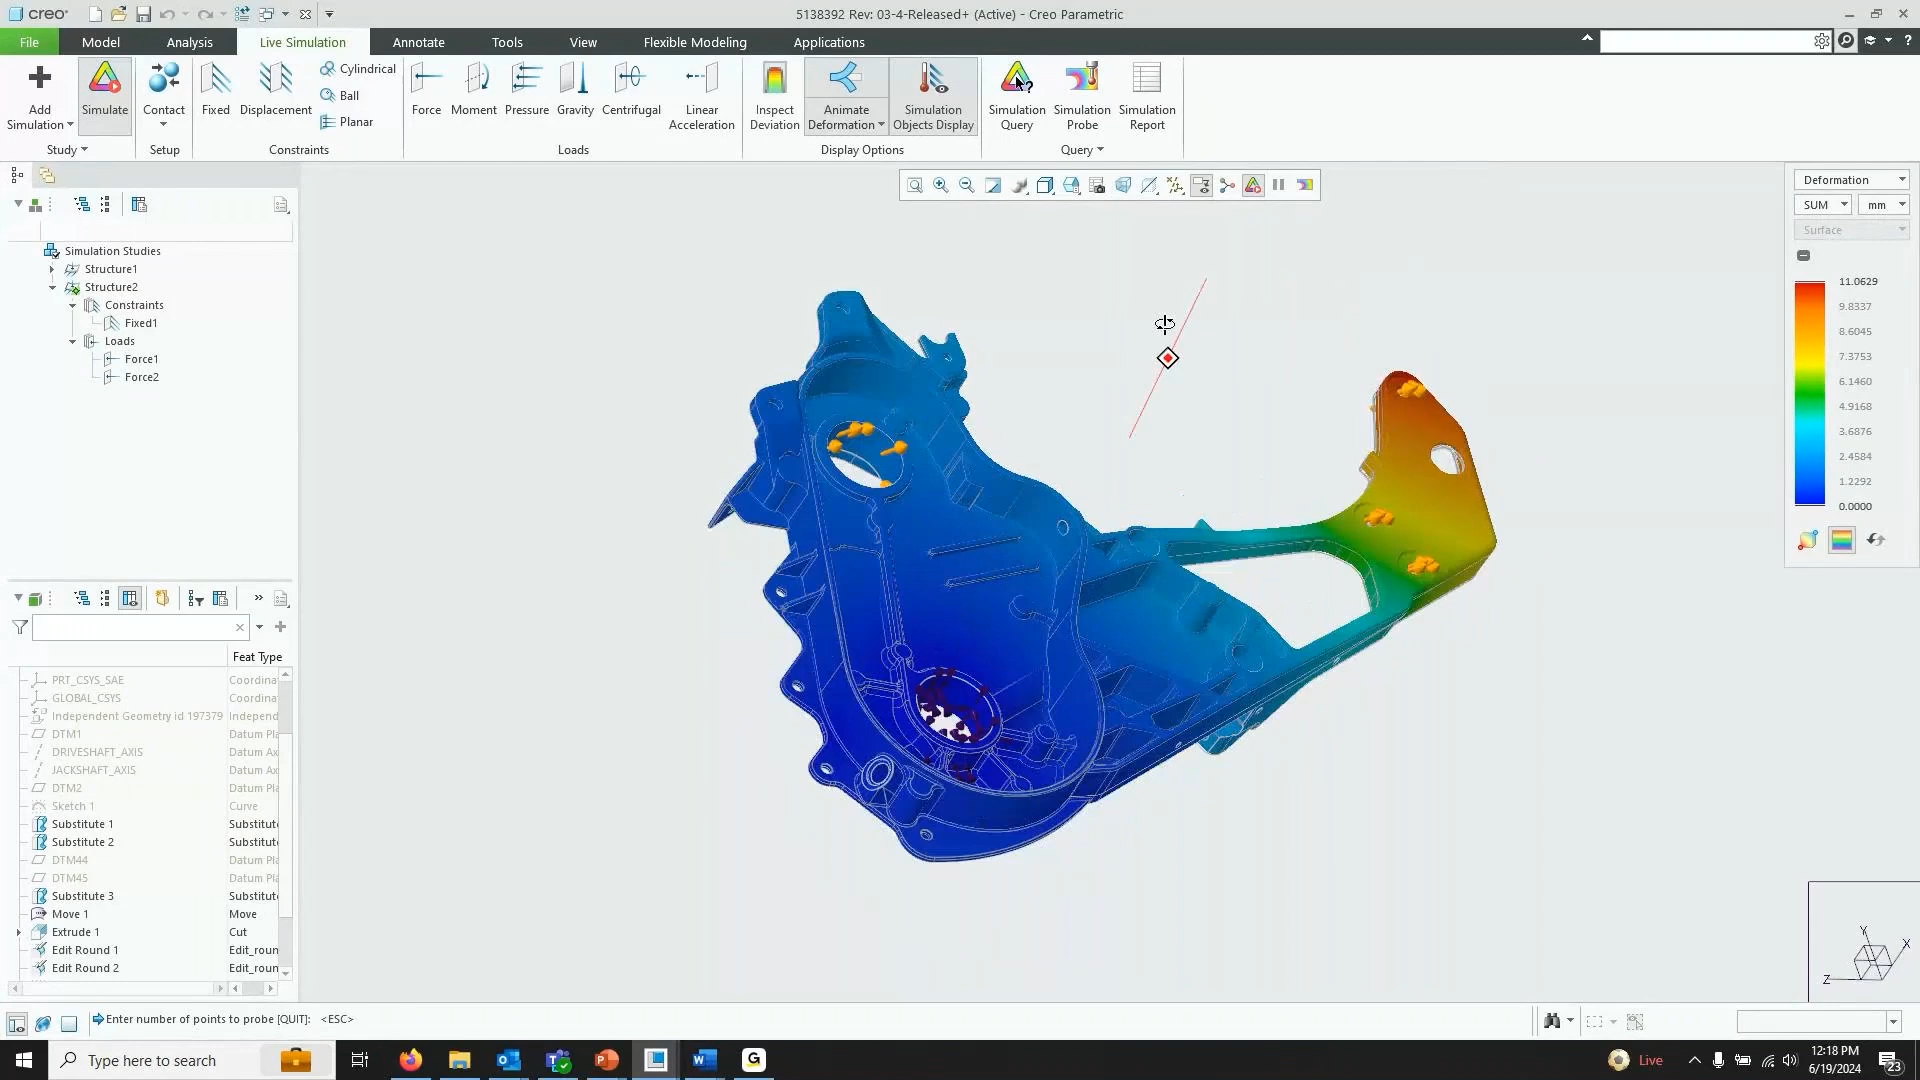 creo
5138392 Rev: 03-4-Released+ (Active) - Creo Parametric
File Model Analysis Live Simulation Annotate Tools View Flexible Modeling Applications
Add Simulation
Simulate
Study
Contact
Setup
Fixed
Displacement
Cylindrical
Ball
Planar
Constraints
Force
Moment
Pressure
Gravity
Centrifugal
Linear Acceleration
Loads
Inspect Deviation
Animate Deformation
Simulation Objects Display
Display Options
Simulation Query
Simulation Probe
Simulation Report
Query
Simulation Studies
Structure1
Structure2
Constraints
Fixed1
Loads
Force1
Force2
Feat Type
PRT_CSYS_SAE Coordina
GLOBAL_CSYS Coordina
Independent Geometry id 197379 Independ
DTM1 Datum Pla
DRIVESHAFT_AXIS Datum Ax
JACKSHAFT_AXIS Datum Ax
DTM2 Datum Pla
Sketch 1 Curve
Substitute 1 Substitut
Substitute 2 Substitut
DTM44 Datum Pla
DTM45 Datum Pla
Substitute 3 Substitut
Move 1 Move
Extrude 1 Cut
Edit Round 1 Edit_roun
Edit Round 2 Edit_roun
Deformation
SUM mm
Surface
11.0629
9.8337
8.6045
7.3753
6.1460
4.9168
3.6876
2.4584
1.2292
0.0000
Y
X
Z
Enter number of points to probe [QUIT]: <ESC>
Type here to search
G
Live
12:18 PM
6/19/2024
23